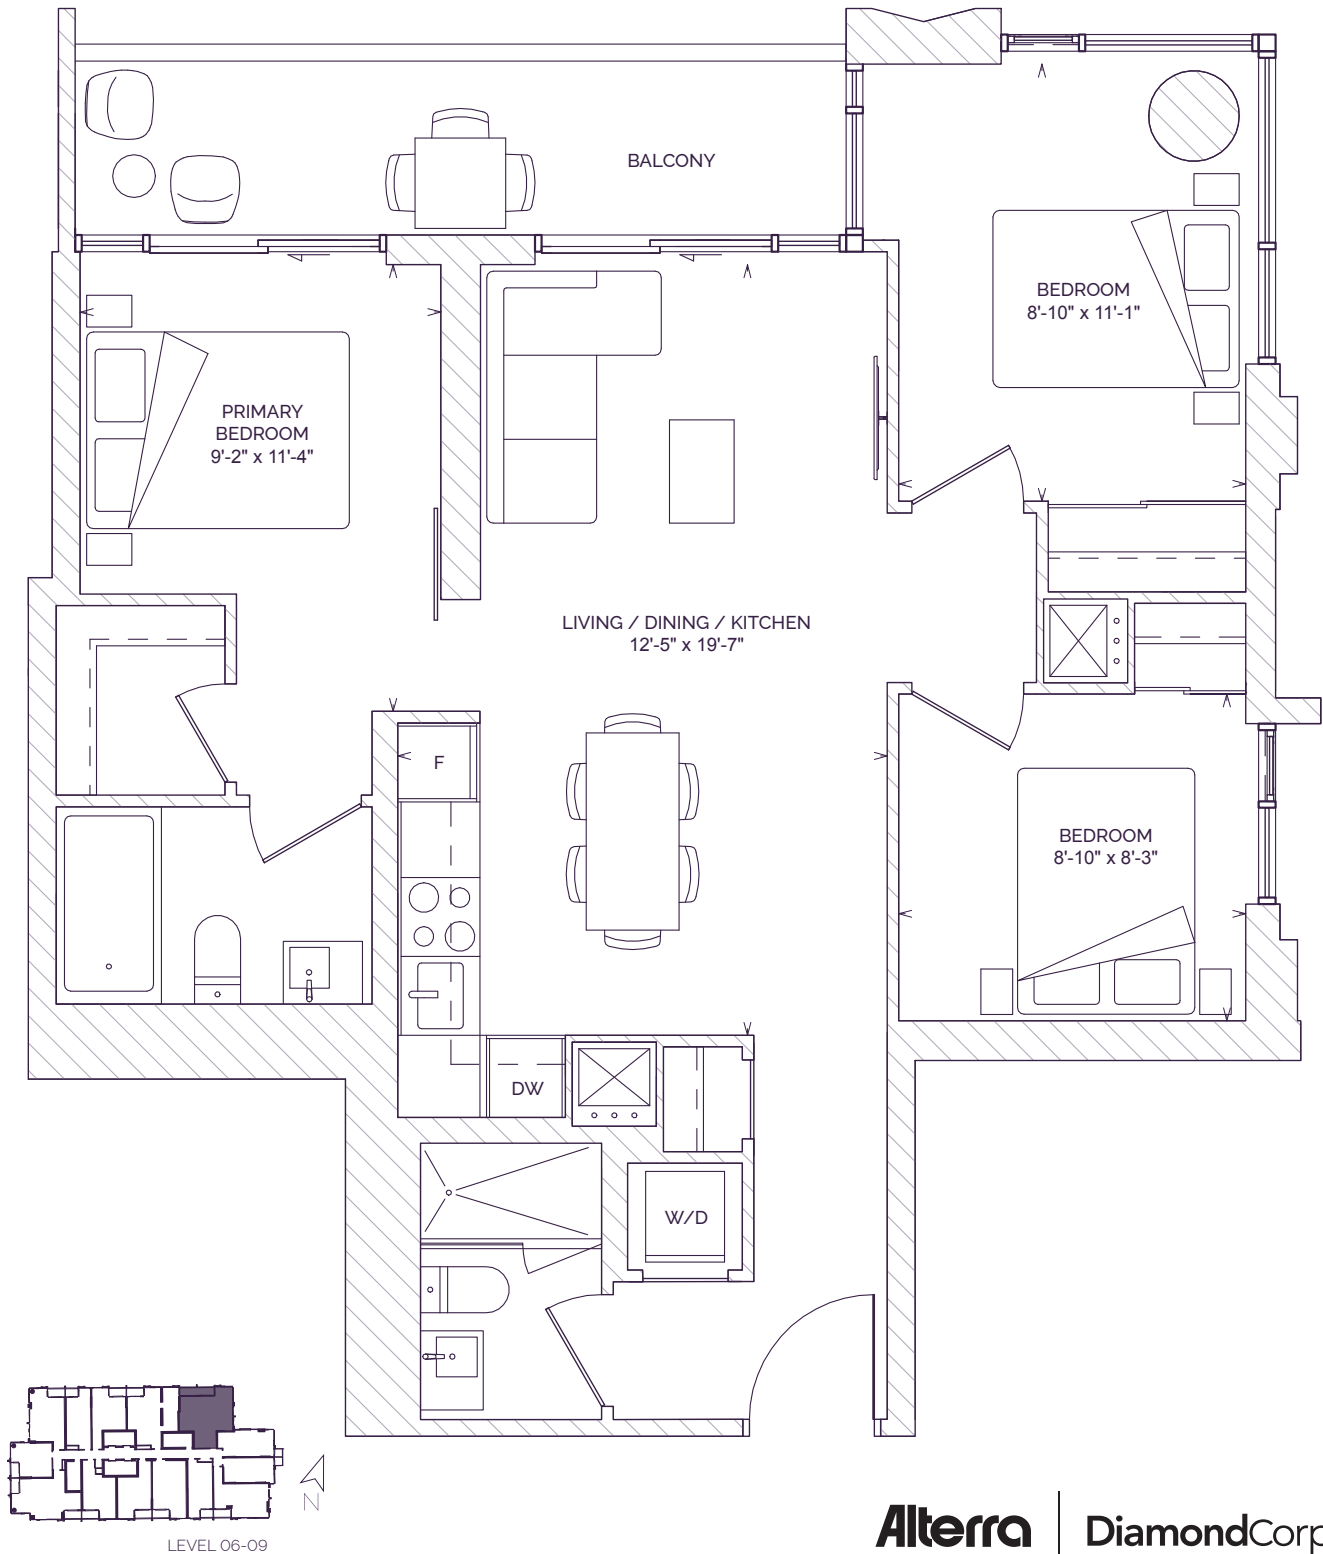 BALCONY
BEDROOM
8'-10" x 11'-1"
PRIMARY
BEDROOM
9'-2" x 11'-4"
LIVING / DINING / KITCHEN
12'-5" x 19'-7"
F
BEDROOM
8'-10" x 8'-3"
DW
W/D
N
LEVEL 06-09
Alterra
DiamondCorp